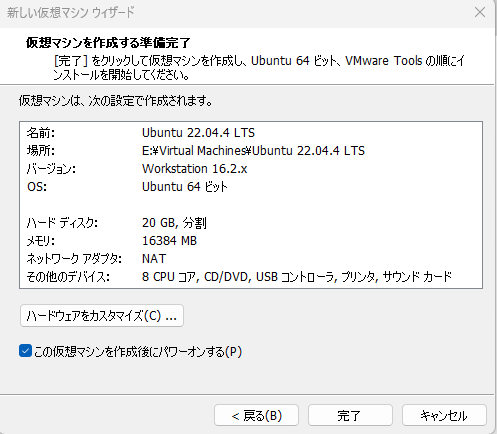 新しい仮想マシン ウィザード
仮想マシンを作成する準備完了
[完了] をクリックして仮想マシンを作成し、Ubuntu 64 ビット、VMware Tools の順にイ
ンストールを開始してください。
仮想マシンは、次の設定で作成されます。
名前: Ubuntu 22.04.4 LTS
場所: E:¥Virtual Machines¥Ubuntu 22.04.4 LTS
バージョン: Workstation 16.2.x
OS: Ubuntu 64 ビット
ハード ディスク: 20 GB, 分割
メモリ: 16384 MB
ネットワーク アダプタ: NAT
その他のデバイス: 8 CPU コア, CD/DVD, USB コントローラ, プリンタ, サウンド カード
ハードウェアをカスタマイズ(C) ...
この仮想マシンを作成後にパワーオンする(P)
< 戻る(B) 完了 キャンセル